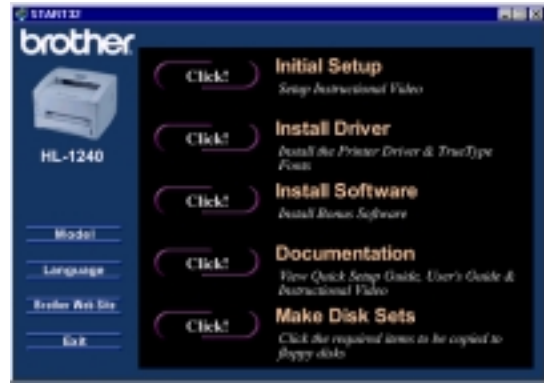 START32
brother
HL-1240
Model
Language
Brother Web Site
Exit
Click!
Initial Setup
Setup Instructional Video
Click!
Install Driver
Install the Printer Driver & TrueType
Fonts
Click!
Install Software
Install Bonus Software
Click!
Documentation
View Quick Setup Guide, User's Guide &
Instructional Video
Click!
Make Disk Sets
Click the required items to be copied to
floppy disks